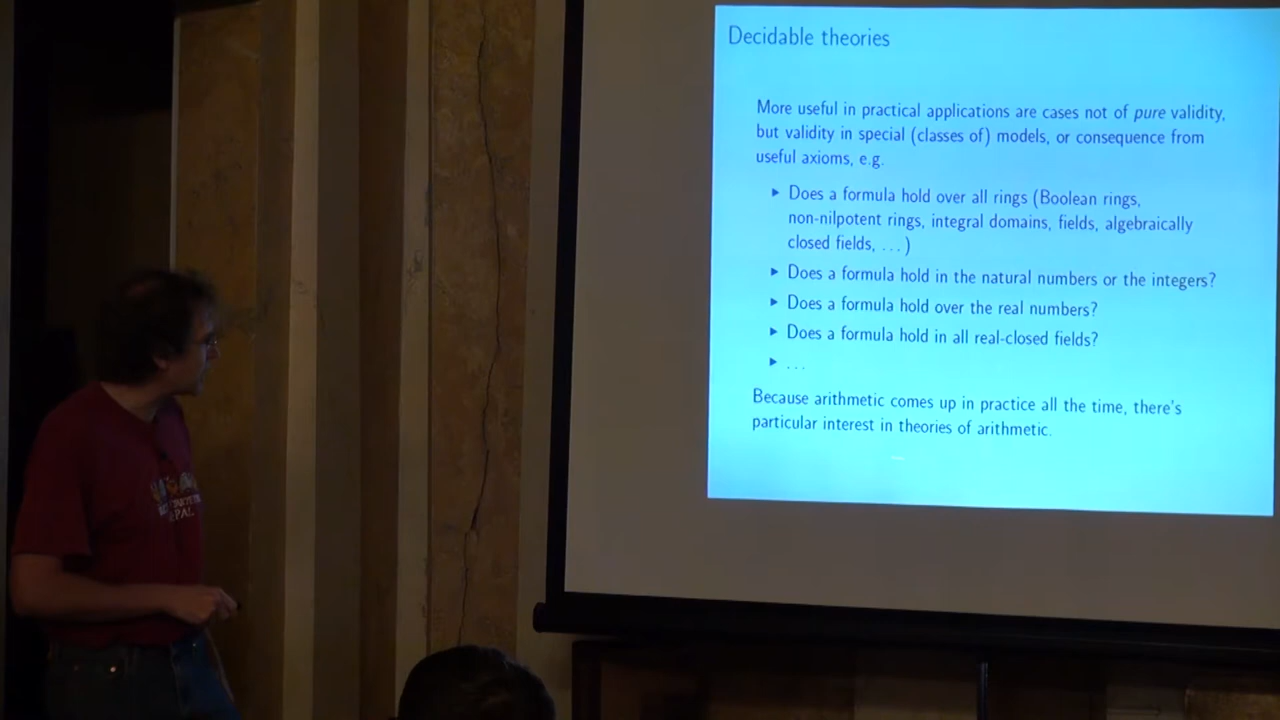 Decidable theories
More useful in practical applications are cases not of pure validity,
but validity in special (classes of) models, or consequence from
useful axioms, e.g.
▶ Does a formula hold over all rings (Boolean rings,
non-nilpotent rings, integral domains, fields, algebraically
closed fields, ...)
▶ Does a formula hold in the natural numbers or the integers?
▶ Does a formula hold over the real numbers?
▶ Does a formula hold in all real-closed fields?
▶ ...
Because arithmetic comes up in practice all the time, there's
particular interest in theories of arithmetic.